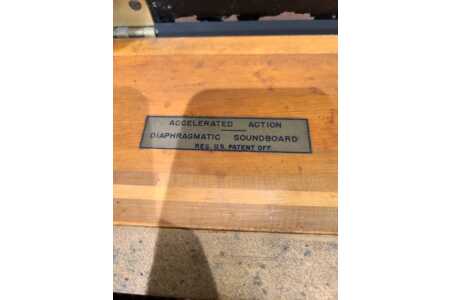 ACCELERATED ACTION
DIAPHRAGMATIC SOUNDBOARD
REG. U.S. PATENT OFF.